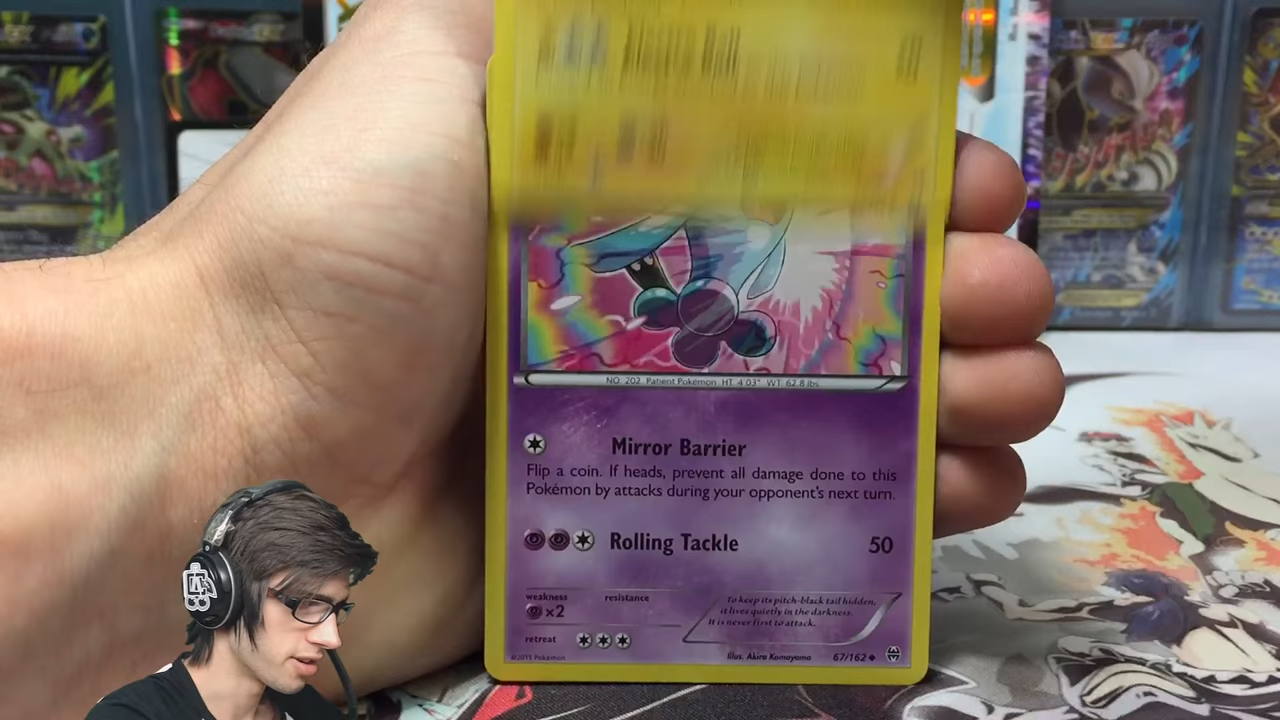 NO. 202 Patient Pokémon HT 4'03" WT 62.8 lbs.
Mirror Barrier
Flip a coin. If heads, prevent all damage done to this
Pokémon by attacks during your opponent's next turn.
Rolling Tackle 50
weakness resistance
×2
To keep its pitch-black tail hidden,
it lives quietly in the darkness.
It is never first to attack.
retreat
©2015 Pokémon Illus. Akira Komayama 67/162